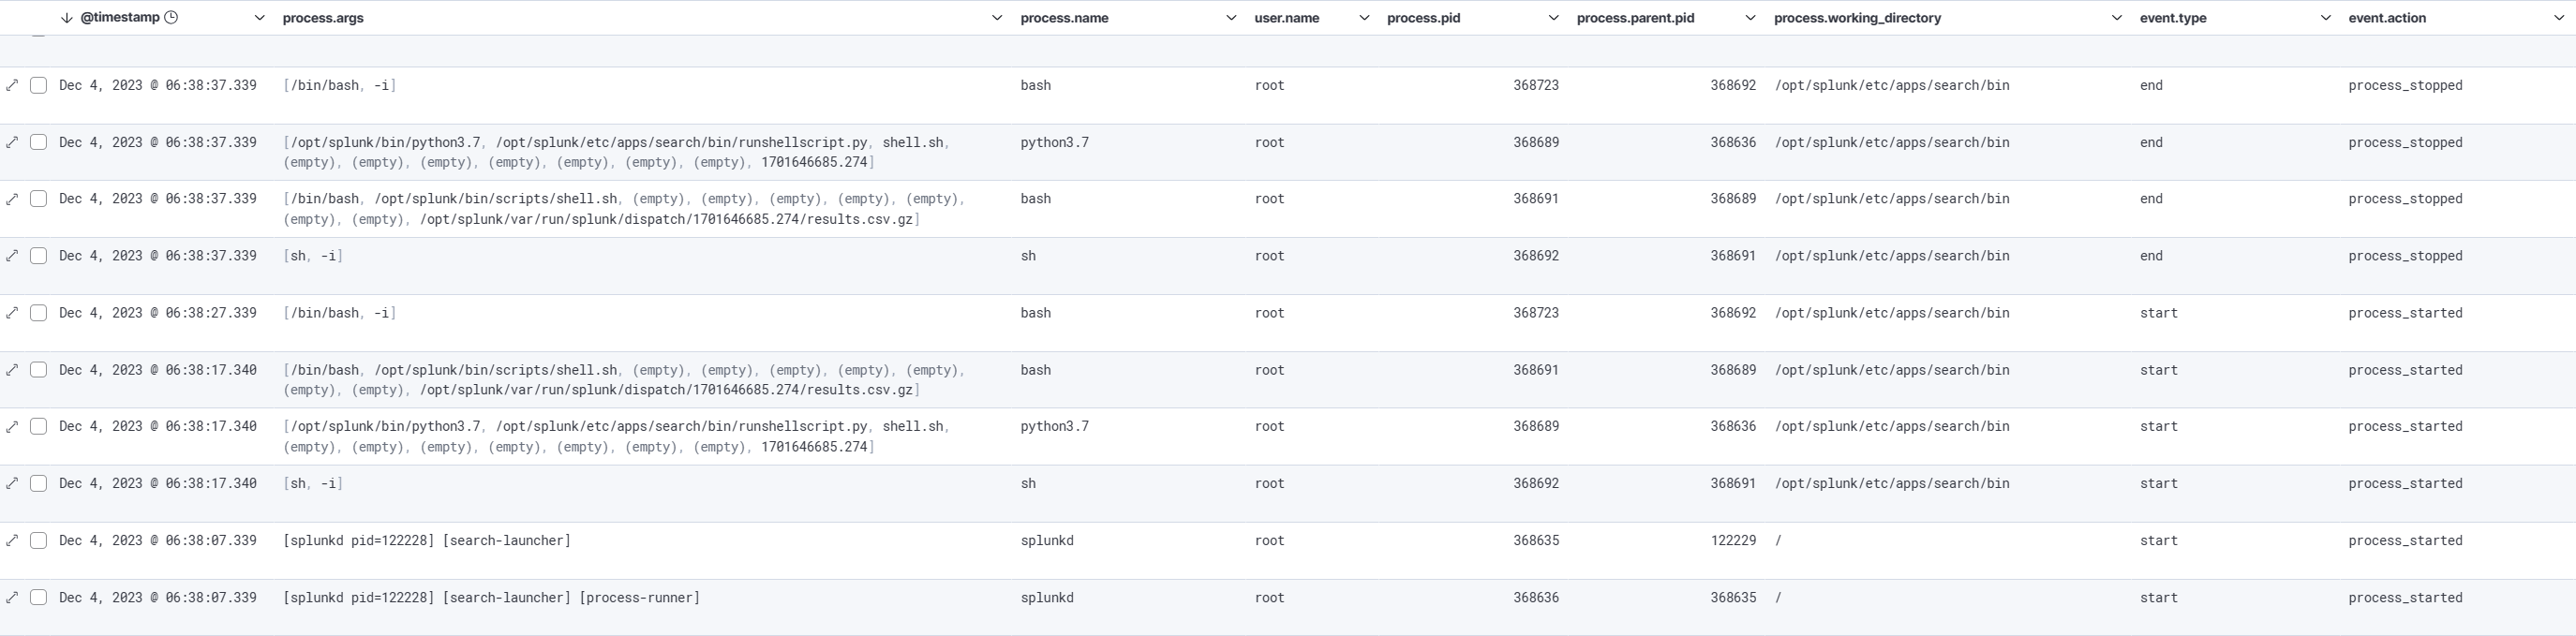 @timestamp process.args process.name user.name process.pid process.parent.pid process.working_directory event.type event.action
Dec 4, 2023 @ 06:38:37.339 [/bin/bash, -i] bash root 368723 368692 /opt/splunk/etc/apps/search/bin end process_stopped
Dec 4, 2023 @ 06:38:37.339 [/opt/splunk/bin/python3.7, /opt/splunk/etc/apps/search/bin/runshellscript.py, shell.sh, python3.7 root 368689 368636 /opt/splunk/etc/apps/search/bin end process_stopped
(empty), (empty), (empty), (empty), (empty), (empty), (empty), 1701646685.274]
Dec 4, 2023 @ 06:38:37.339 [/bin/bash, /opt/splunk/bin/scripts/shell.sh, (empty), (empty), (empty), (empty), (empty), bash root 368691 368689 /opt/splunk/etc/apps/search/bin end process_stopped
(empty), (empty), /opt/splunk/var/run/splunk/dispatch/1701646685.274/results.csv.gz]
Dec 4, 2023 @ 06:38:37.339 [sh, -i] sh root 368692 368691 /opt/splunk/etc/apps/search/bin end process_stopped
Dec 4, 2023 @ 06:38:27.339 [/bin/bash, -i] bash root 368723 368692 /opt/splunk/etc/apps/search/bin start process_started
Dec 4, 2023 @ 06:38:17.340 [/bin/bash, /opt/splunk/bin/scripts/shell.sh, (empty), (empty), (empty), (empty), (empty), bash root 368691 368689 /opt/splunk/etc/apps/search/bin start process_started
(empty), (empty), /opt/splunk/var/run/splunk/dispatch/1701646685.274/results.csv.gz]
Dec 4, 2023 @ 06:38:17.340 [/opt/splunk/bin/python3.7, /opt/splunk/etc/apps/search/bin/runshellscript.py, shell.sh, python3.7 root 368689 368636 /opt/splunk/etc/apps/search/bin start process_started
(empty), (empty), (empty), (empty), (empty), (empty), (empty), 1701646685.274]
Dec 4, 2023 @ 06:38:17.340 [sh, -i] sh root 368692 368691 /opt/splunk/etc/apps/search/bin start process_started
Dec 4, 2023 @ 06:38:07.339 [splunkd pid=122228] [search-launcher] splunkd root 368635 122229 / start process_started
Dec 4, 2023 @ 06:38:07.339 [splunkd pid=122228] [search-launcher] [process-runner] splunkd root 368636 368635 / start process_started